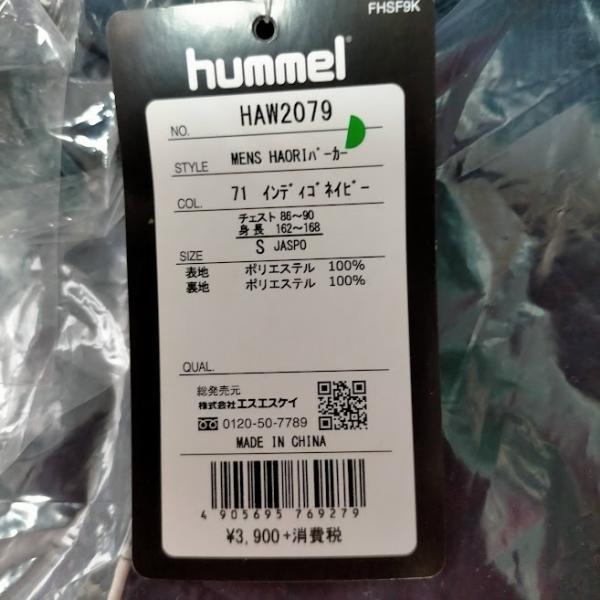 FHSF9K
hummel
NO. HAW2079
STYLE MENS HAORIパーカー
COL. 71 インディゴネイビー
チェスト 86〜90
身長 162〜168
SIZE S JASPO
表地 ポリエステル 100%
裏地 ポリエステル 100%
QUAL.
総発売元
株式会社エスエスケイ
0120-50-7789
MADE IN CHINA
4 905695 769279
¥3,900+消費税